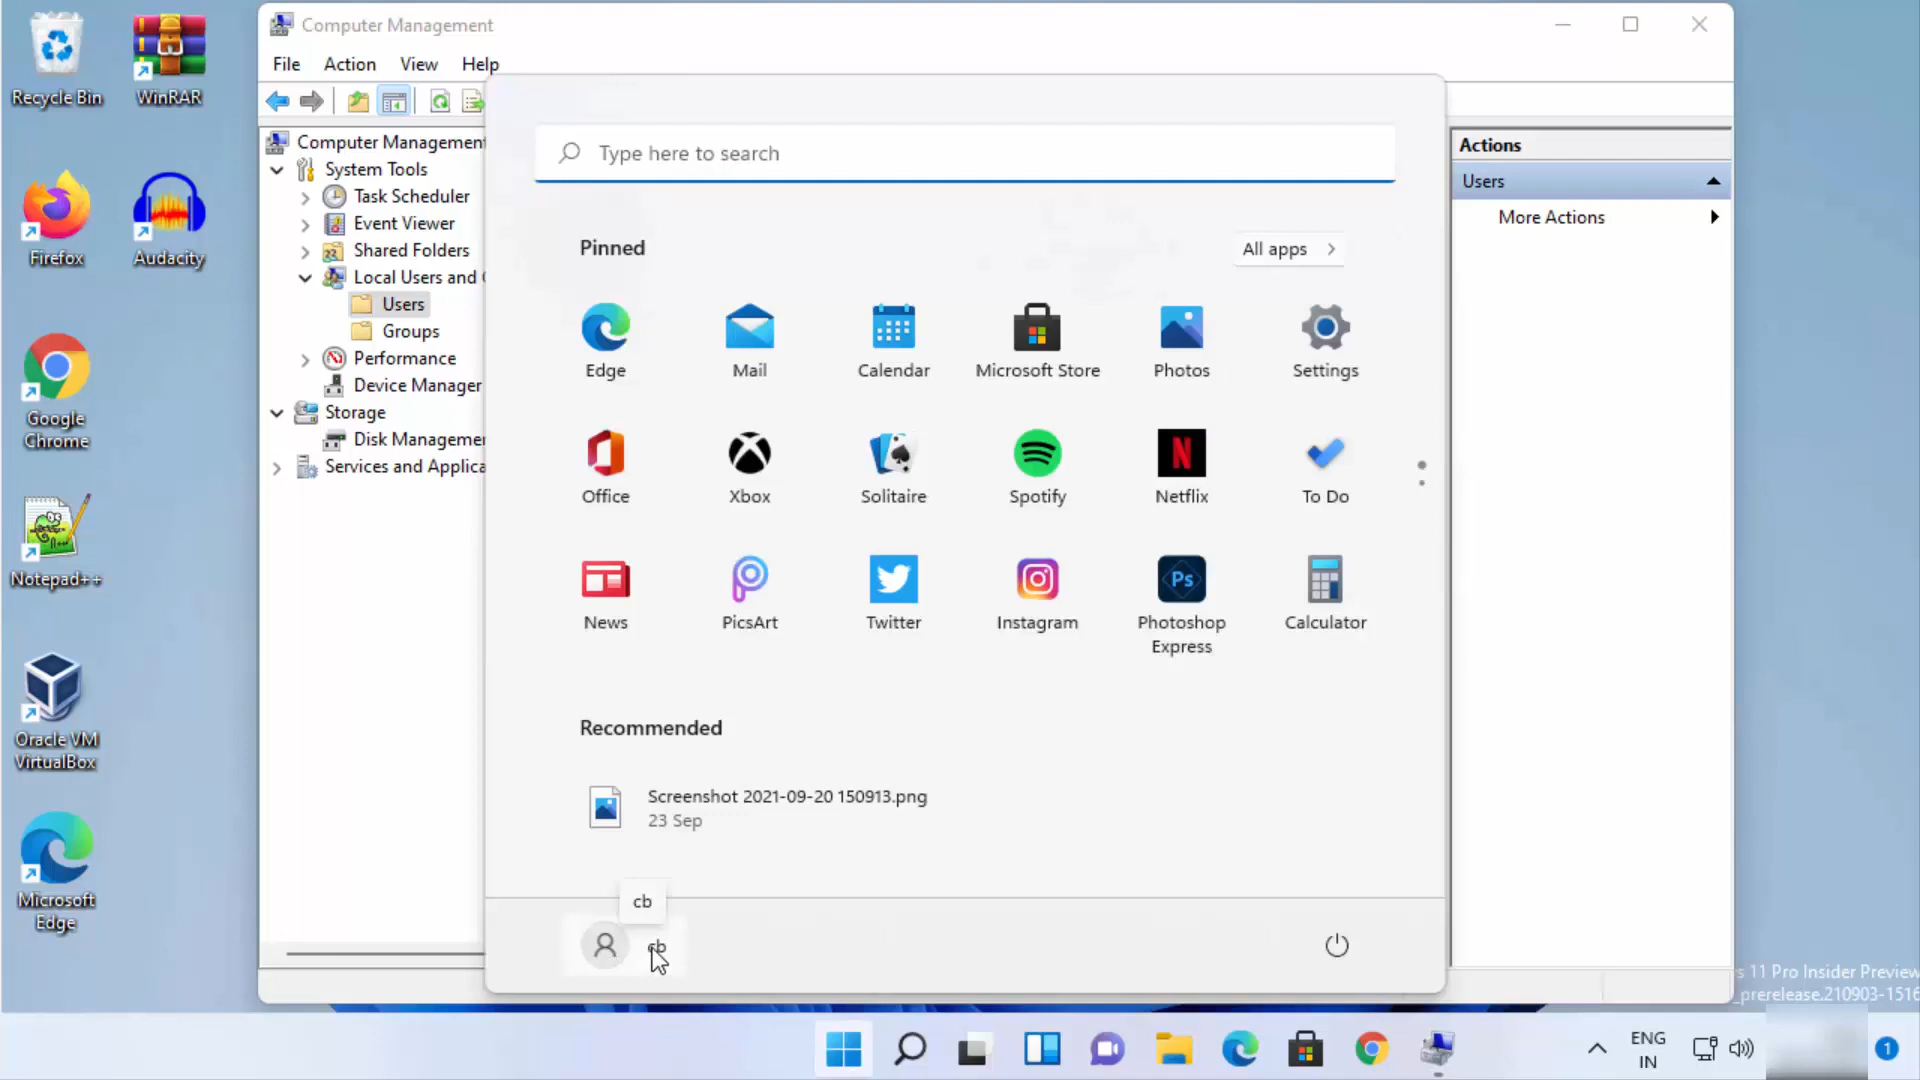 Recycle Bin
WinRAR
Firefox
Audacity
Google
Chrome
Notepad++
Oracle VM
VirtualBox
Microsoft
Edge
Computer Management
File Action View Help
Computer Management
System Tools
Task Scheduler
Event Viewer
Shared Folders
Local Users and
Users
Groups
Performance
Device Manager
Storage
Disk Manageme
Services and Applica
Type here to search
Pinned
All apps
Edge
Mail
Calendar
Microsoft Store
Photos
Settings
Office
Xbox
Solitaire
Spotify
Netflix
To Do
News
PicsArt
Twitter
Instagram
Ps
Photoshop
Express
Calculator
Recommended
Screenshot 2021-09-20 150913.png
23 Sep
cb
cb
Actions
Users
More Actions
s 11 Pro Insider Preview
_prerelease.210903-1516
ENG
IN
1